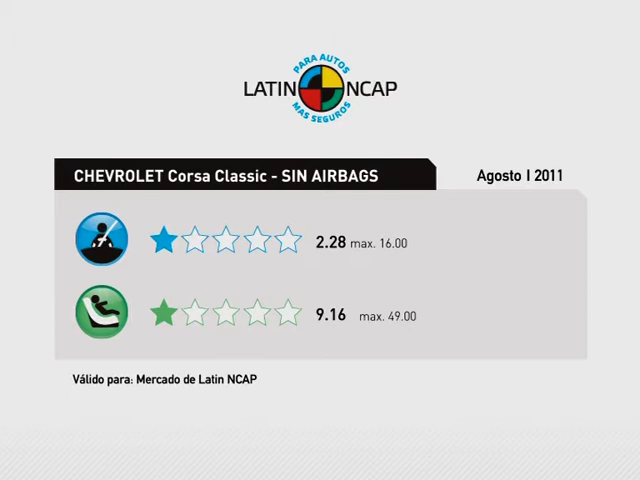 PARA AUTOS
LATIN NCAP
MAS SEGUROS
CHEVROLET Corsa Classic - SIN AIRBAGS
Agosto | 2011
2.28 max. 16.00
9.16 max. 49.00
Válido para: Mercado de Latin NCAP